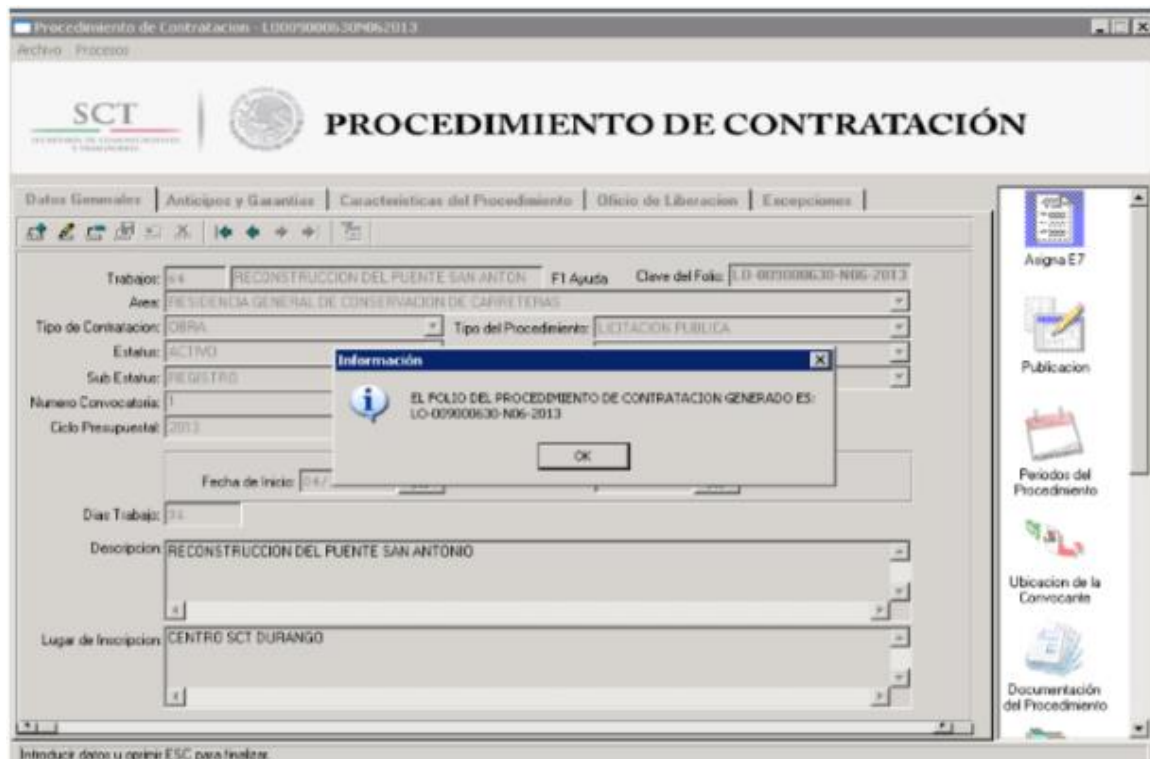 Procedimiento de Contratacion - LO009000630N062013
Archivo Procesos
SCT
PROCEDIMIENTO DE CONTRATACIÓN
Datos Generales Anticipos y Garantias Caracteristicas del Procedimiento Oficio de Liberacion Excepciones
Trabajos: 64 RECONSTRUCCION DEL PUENTE SAN ANTON F1 Ayuda Clave del Folio: LO-009000630-N06-2013
Area: RESIDENCIA GENERAL DE CONSERVACION DE CARRETERAS
Tipo de Contratacion: OBRA Tipo del Procedimiento: LICITACION PUBLICA
Estatus: ACTIVO
Sub Estatus: REGISTRO
Numero Convocatoria: 1
Ciclo Presupuestal: 2013
Información
EL FOLIO DEL PROCEDIMIENTO DE CONTRATACION GENERADO ES:
LO-009000630-N06-2013
OK
Fecha de Inicio: 04/
Dias Trabajo:
Descripcion: RECONSTRUCCION DEL PUENTE SAN ANTONIO
Lugar de Inscripcion: CENTRO SCT DURANGO
Asigna E7
Publicacion
Periodos del
Procedimiento
Ubicacion de la
Convocante
Documentación
del Procedimiento
Introducir datos y oprimir ESC para finalizar.